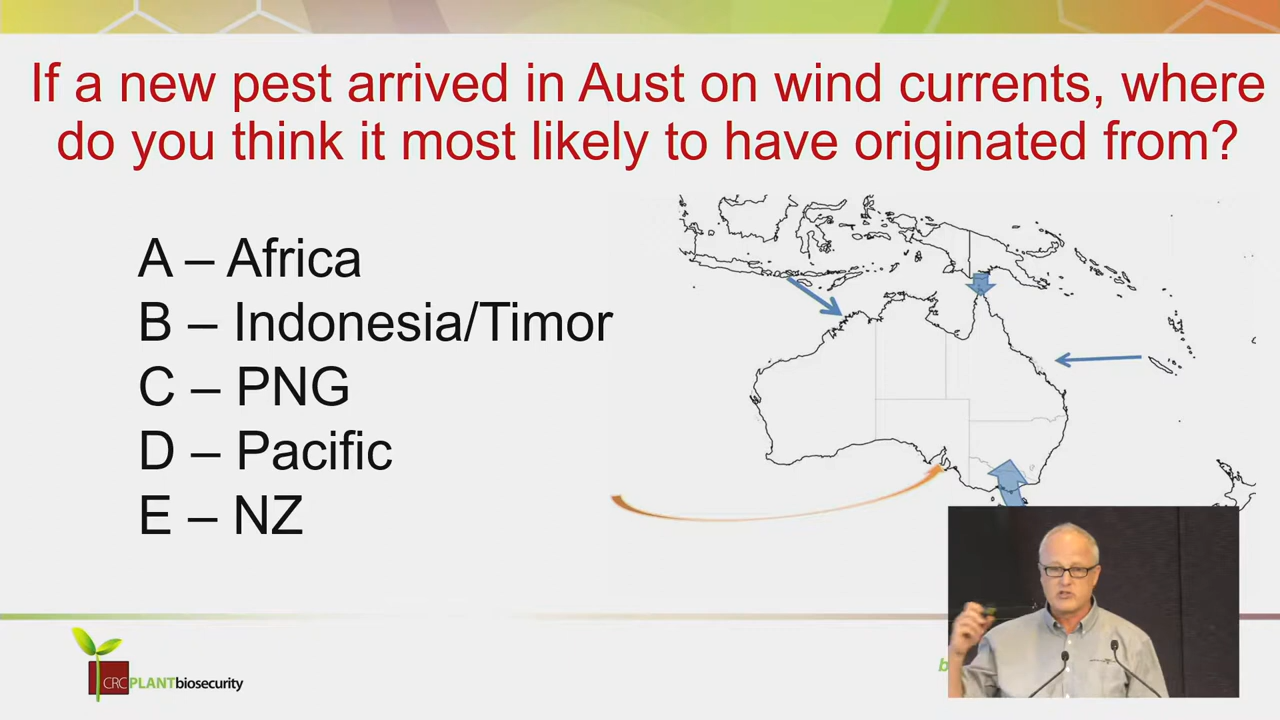 If a new pest arrived in Aust on wind currents, where
do you think it most likely to have originated from?
A – Africa
B – Indonesia/Timor
C – PNG
D – Pacific
E – NZ
CRCPLANTbiosecurity